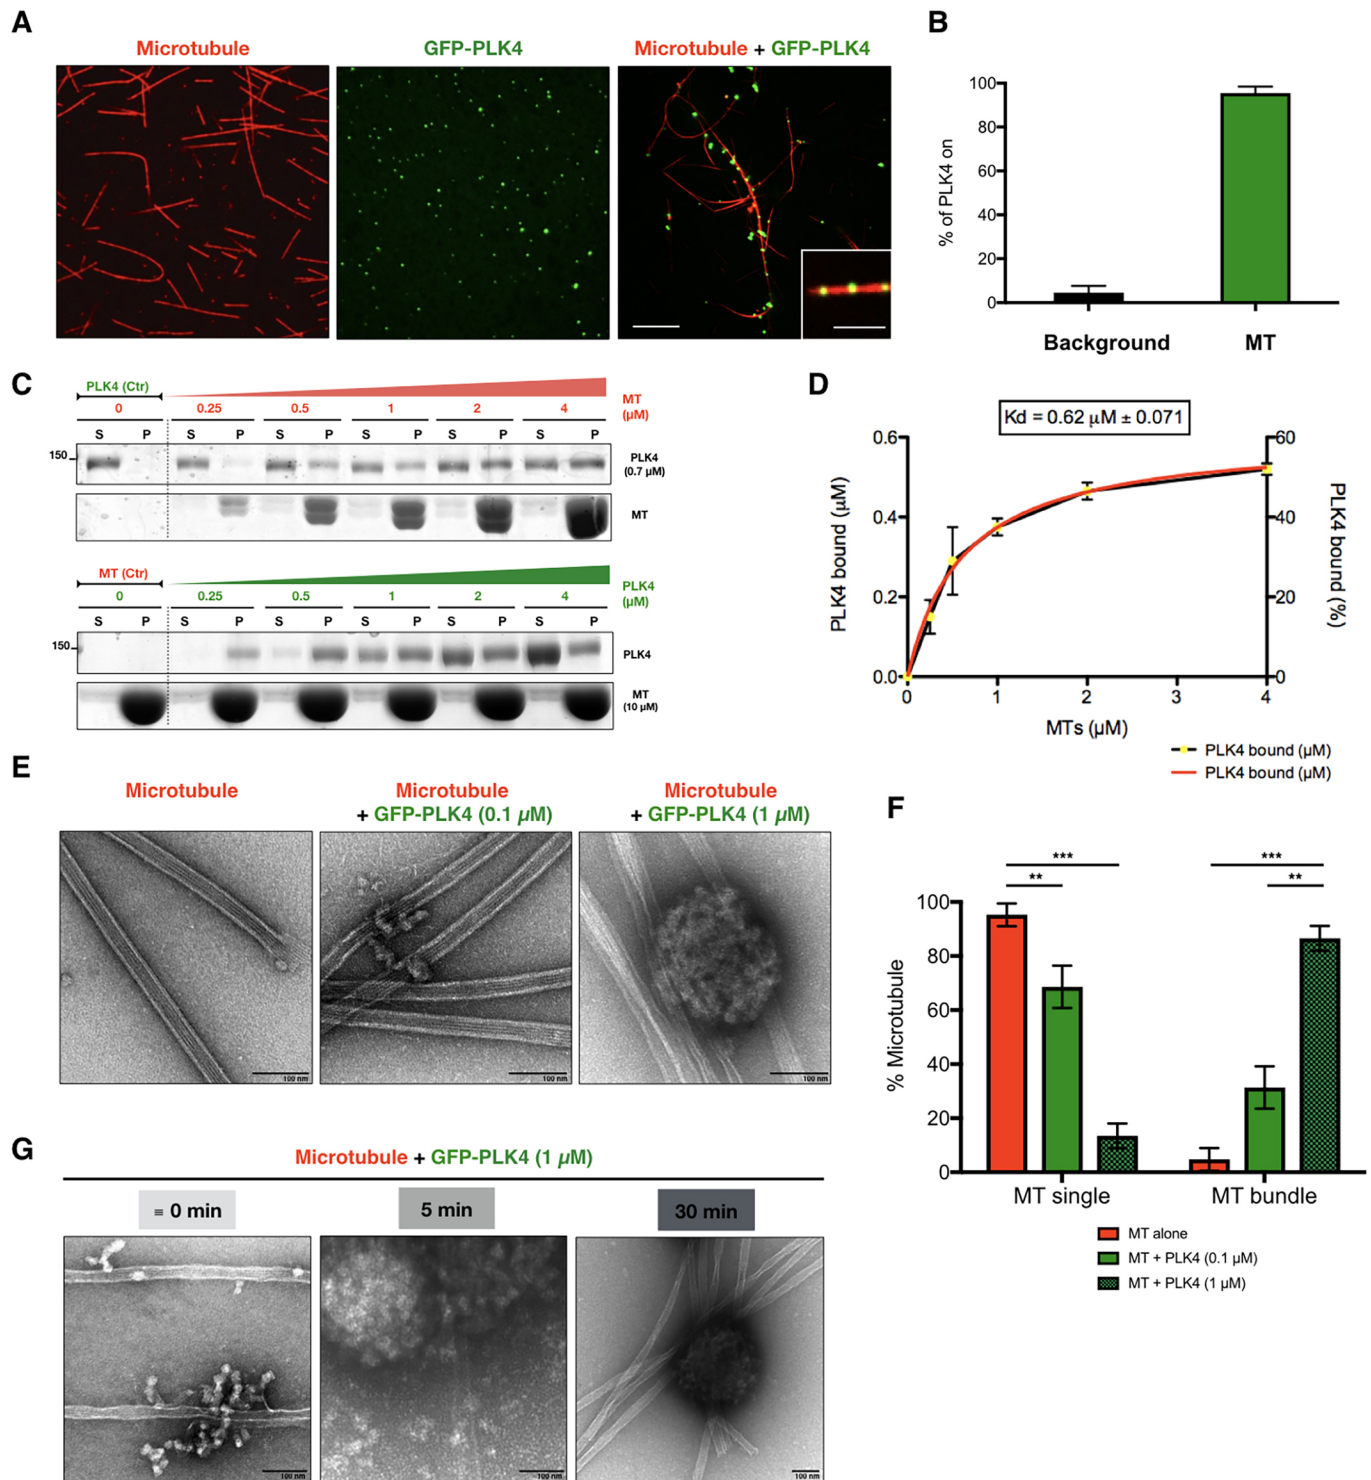 A
Microtubule
GFP-PLK4
Microtubule + GFP-PLK4
B
% of PLK4 on
100
80
60
40
20
0
Background
MT
C
PLK4 (Ctr)
0
0.25
0.5
1
2
4
MT
(µM)
S P S P S P S P S P S P
150
PLK4
(0.7 µM)
MT
MT (Ctr)
0
0.25
0.5
1
2
4
PLK4
(µM)
S P S P S P S P S P S P
150
PLK4
MT
(10 µM)
D
Kd = 0.62 µM ± 0.071
PLK4 bound (µM)
0.6
0.4
0.2
0.0
60
40
20
0
PLK4 bound (%)
0 1 2 3 4
MTs (µM)
PLK4 bound (µM)
PLK4 bound (µM)
E
Microtubule
Microtubule
+ GFP-PLK4 (0.1 µM)
Microtubule
+ GFP-PLK4 (1 µM)
100 nm
100 nm
100 nm
F
% Microtubule
100
80
60
40
20
0
***
**
***
**
MT single
MT bundle
MT alone
MT + PLK4 (0.1 µM)
MT + PLK4 (1 µM)
G
Microtubule + GFP-PLK4 (1 µM)
≡ 0 min
5 min
30 min
100 nm
100 nm
100 nm